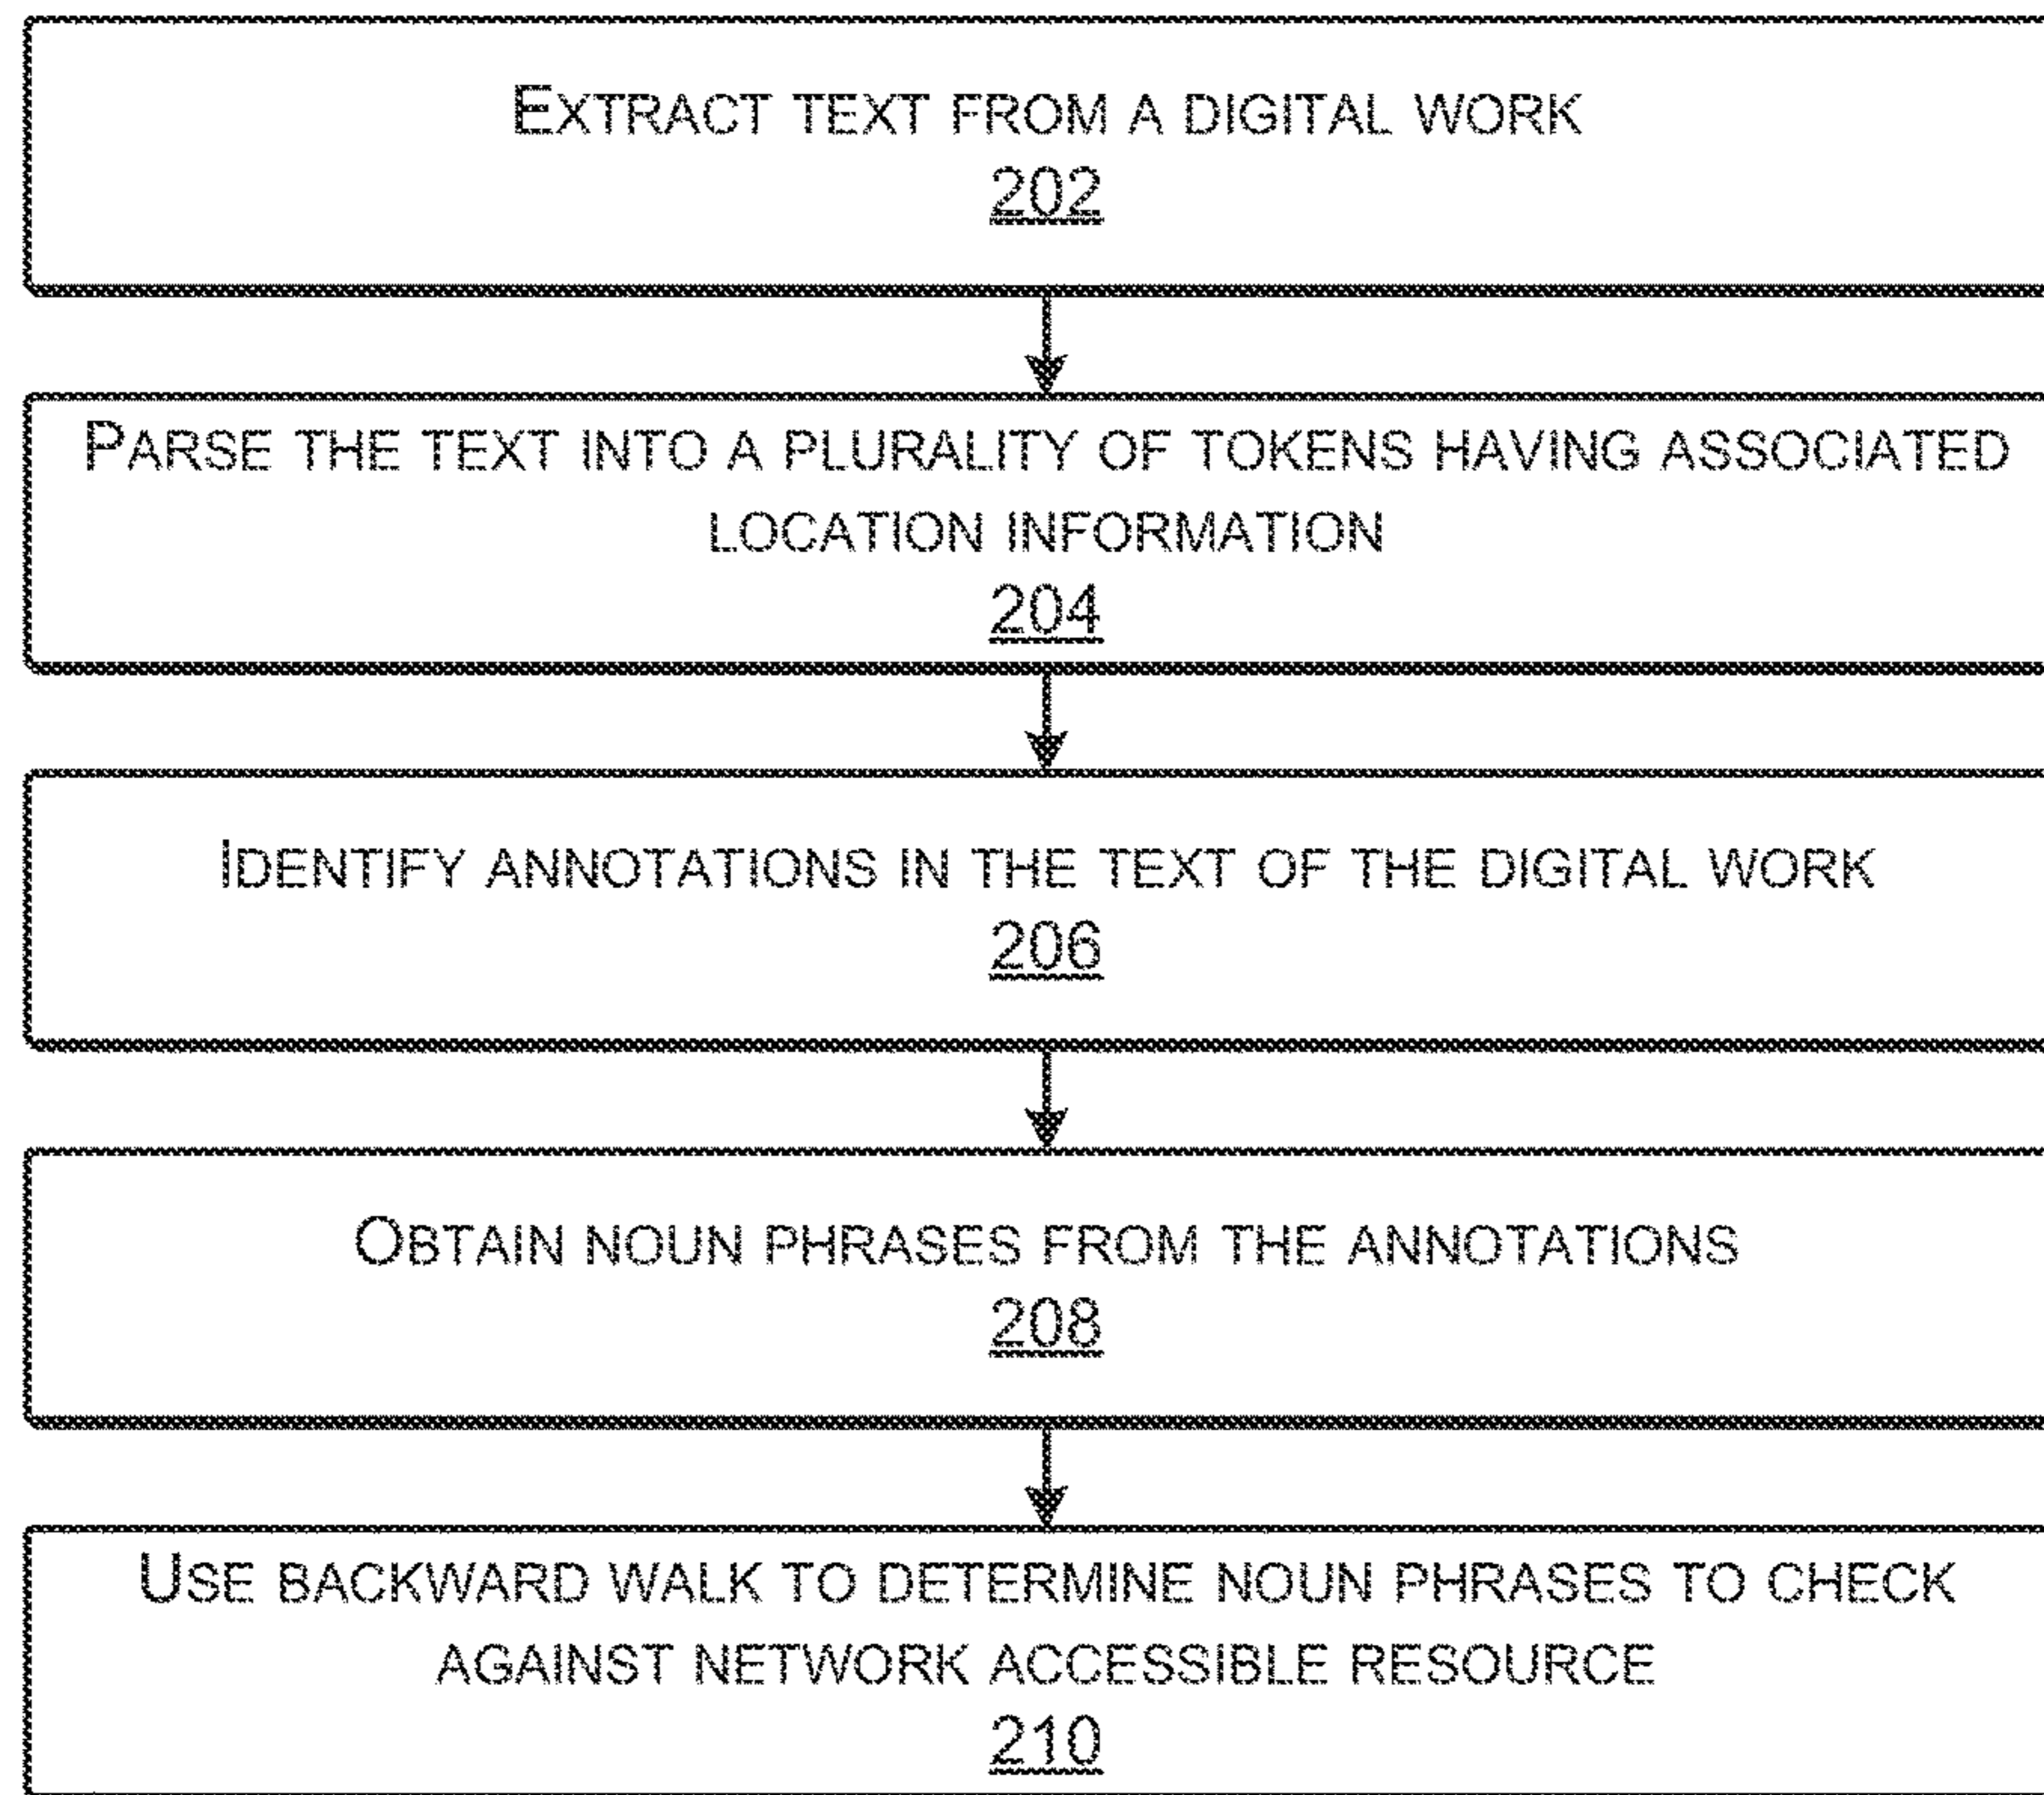 EXTRACT TEXT FROM A DIGITAL WORK
202
PARSE THE TEXT INTO A PLURALITY OF TOKENS HAVING ASSOCIATED
LOCATION INFORMATION
204
IDENTIFY ANNOTATIONS IN THE TEXT OF THE DIGITAL WORK
206
OBTAIN NOUN PHRASES FROM THE ANNOTATIONS
208
USE BACKWARD WALK TO DETERMINE NOUN PHRASES TO CHECK
AGAINST NETWORK ACCESSIBLE RESOURCE
210